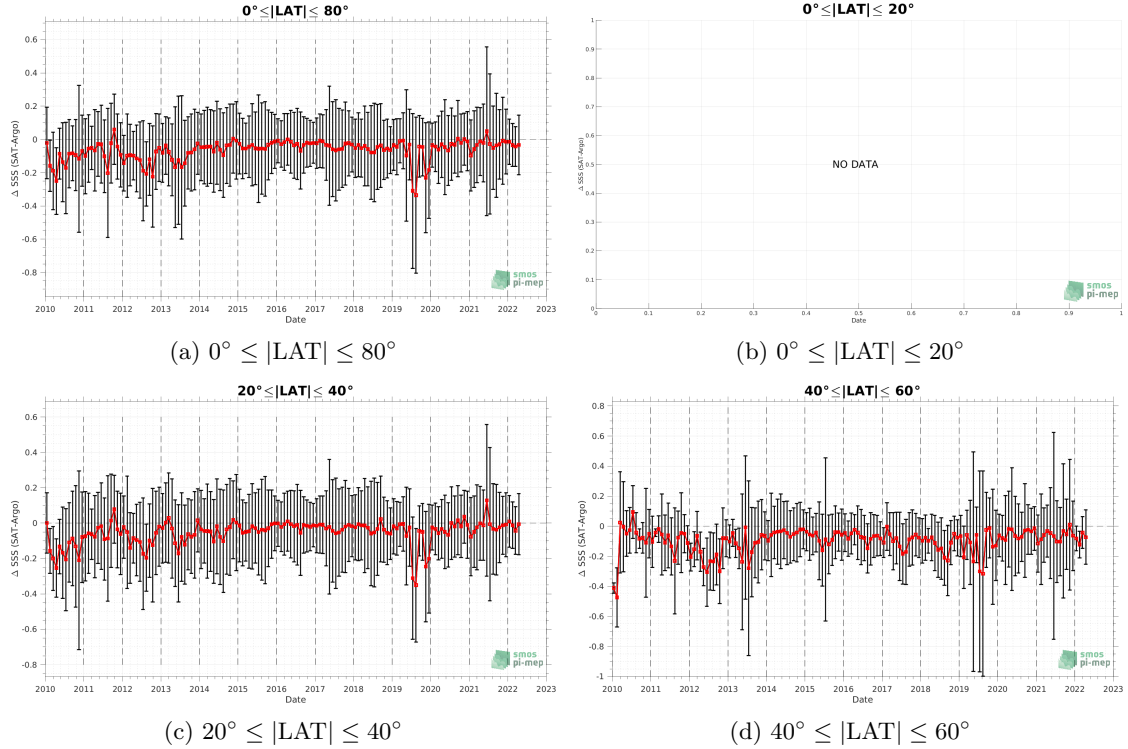 0°≤|LAT|≤ 80°
Δ SSS (SAT-Argo)
0.6
0.4
0.2
0
-0.2
-0.4
-0.6
-0.8
2010 2011 2012 2013 2014 2015 2016 2017 2018 2019 2020 2021 2022 2023
Date
smos
pi-mep
(a) 0° ≤ |LAT| ≤ 80°
0°≤|LAT|≤ 20°
Δ SSS (SAT-Argo)
1
0.9
0.8
0.7
0.6
0.5
0.4
0.3
0.2
0.1
0
NO DATA
0 0.1 0.2 0.3 0.4 0.5 0.6 0.7 0.8 0.9 1
Date
smos
pi-mep
(b) 0° ≤ |LAT| ≤ 20°
20°≤|LAT|≤ 40°
Δ SSS (SAT-Argo)
0.6
0.4
0.2
0
-0.2
-0.4
-0.6
-0.8
2010 2011 2012 2013 2014 2015 2016 2017 2018 2019 2020 2021 2022 2023
Date
smos
pi-mep
(c) 20° ≤ |LAT| ≤ 40°
40°≤|LAT|≤ 60°
Δ SSS (SAT-Argo)
0.8
0.6
0.4
0.2
0
-0.2
-0.4
-0.6
-0.8
-1
2010 2011 2012 2013 2014 2015 2016 2017 2018 2019 2020 2021 2022 2023
Date
smos
pi-mep
(d) 40° ≤ |LAT| ≤ 60°